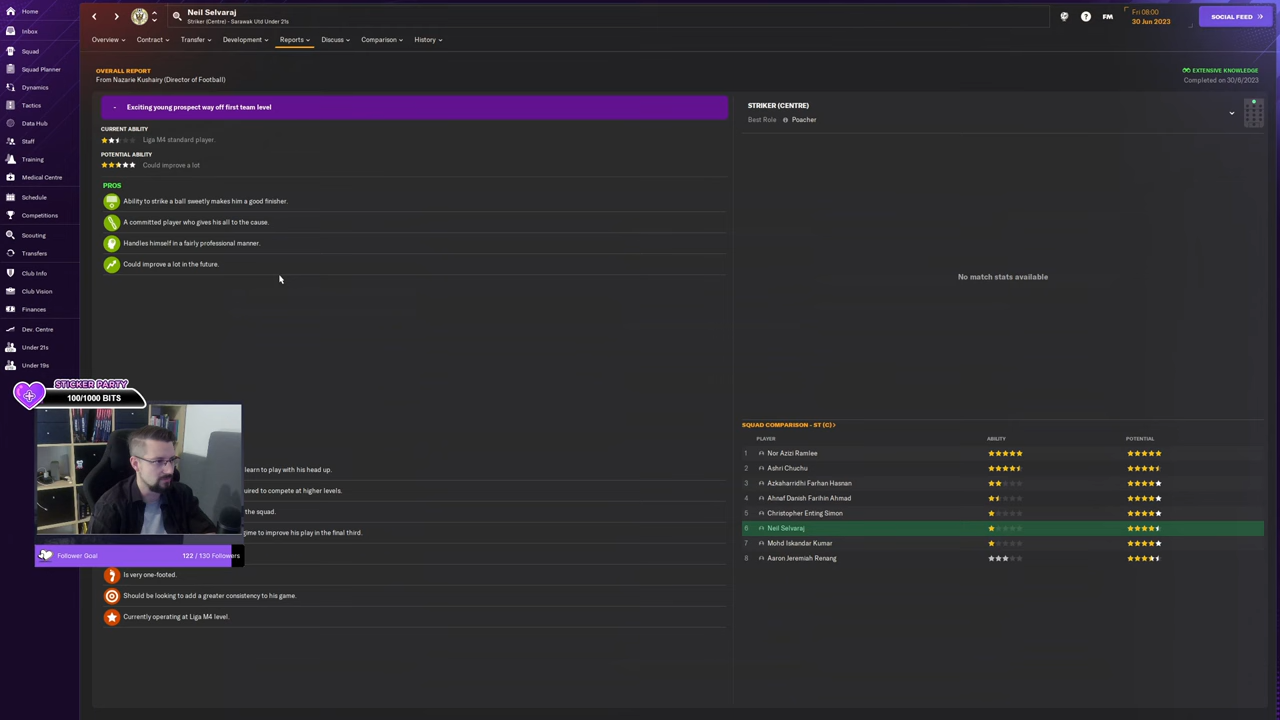 Home
Inbox
Squad
Squad Planner
Dynamics
Tactics
Data Hub
Staff
Training
Medical Centre
Schedule
Competitions
Scouting
Transfers
Club Info
Club Vision
Finances
Dev. Centre
Under 21s
Under 19s
Neil Selvaraj
Striker (Centre) - Sarawak Utd Under 21s
FM
Fri 08:00
30 Jun 2023
SOCIAL FEED
Overview
Contract
Transfer
Development
Reports
Discuss
Comparison
History
OVERALL REPORT
From Nazarie Kushairy (Director of Football)
EXTENSIVE KNOWLEDGE
Completed on 30/6/2023
- Exciting young prospect way off first team level
CURRENT ABILITY
Liga M4 standard player.
POTENTIAL ABILITY
Could improve a lot
PROS
Ability to strike a ball sweetly makes him a good finisher.
A committed player who gives his all to the cause.
Handles himself in a fairly professional manner.
Could improve a lot in the future.
learn to play with his head up.
uired to compete at higher levels.
the squad.
gime to improve his play in the final third.
Is very one-footed.
Should be looking to add a greater consistency to his game.
Currently operating at Liga M4 level.
STRIKER (CENTRE)
Best Role Poacher
No match stats available
SQUAD COMPARISON - ST (C) >
PLAYER ABILITY POTENTIAL
1 Nor Azizi Ramlee
2 Ashri Chuchu
3 Azkaharridhi Farhan Hasnan
4 Ahnaf Danish Farihin Ahmad
5 Christopher Enting Simon
6 Neil Selvaraj
7 Mohd Iskandar Kumar
8 Aaron Jeremiah Renang
STICKER PARTY
100/1000 BITS
Follower Goal 122 / 130 Followers